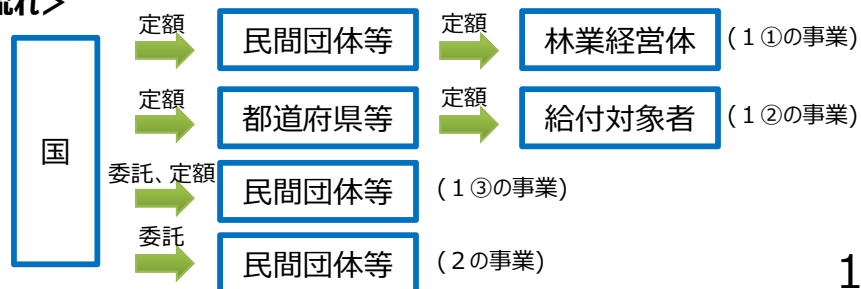 流れ>
定額 定額
民間団体等 林業経営体 (1①の事業)
定額 定額
都道府県等 給付対象者 (1②の事業)
国
委託、定額
民間団体等 (1③の事業)
委託
民間団体等 (2の事業)
1